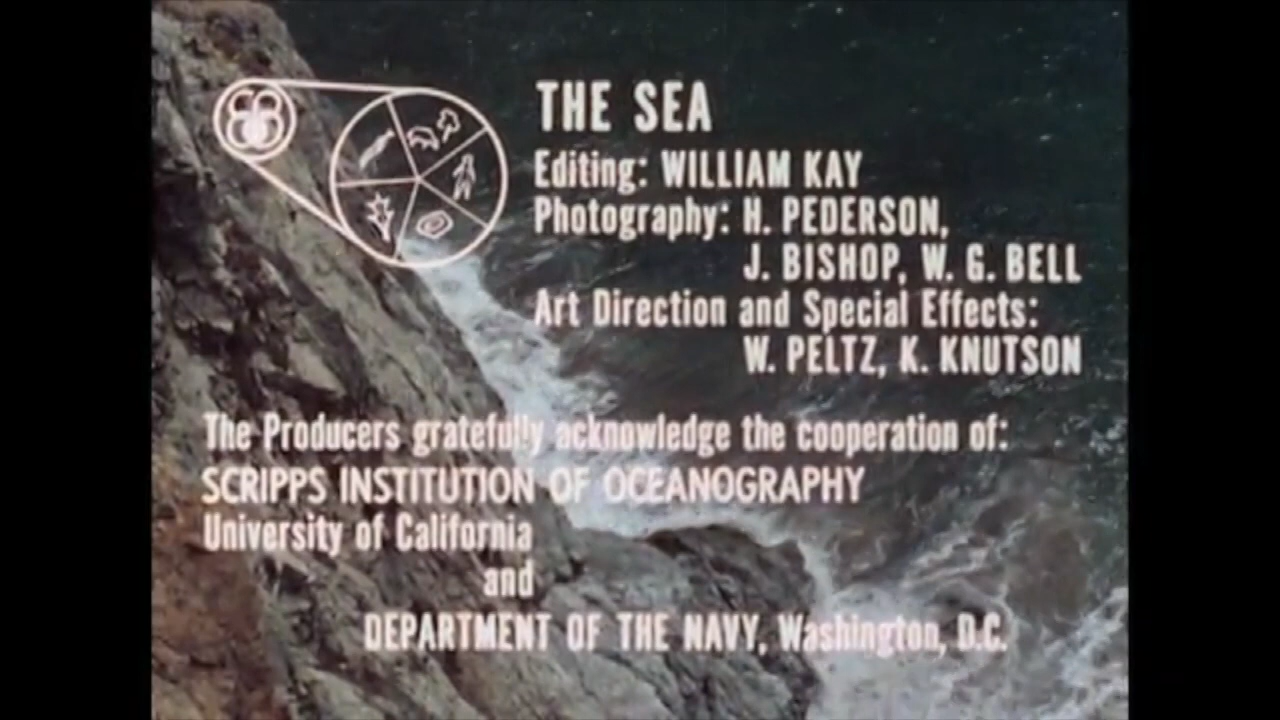 THE SEA
Editing: WILLIAM KAY
Photography: H. PEDERSON,
J. BISHOP, W. G. BELL
Art Direction and Special Effects:
W. PELTZ, K. KNUTSON
The Producers gratefully acknowledge the cooperation of:
SCRIPPS INSTITUTION OF OCEANOGRAPHY
University of California
and
DEPARTMENT OF THE NAVY, Washington, D.C.